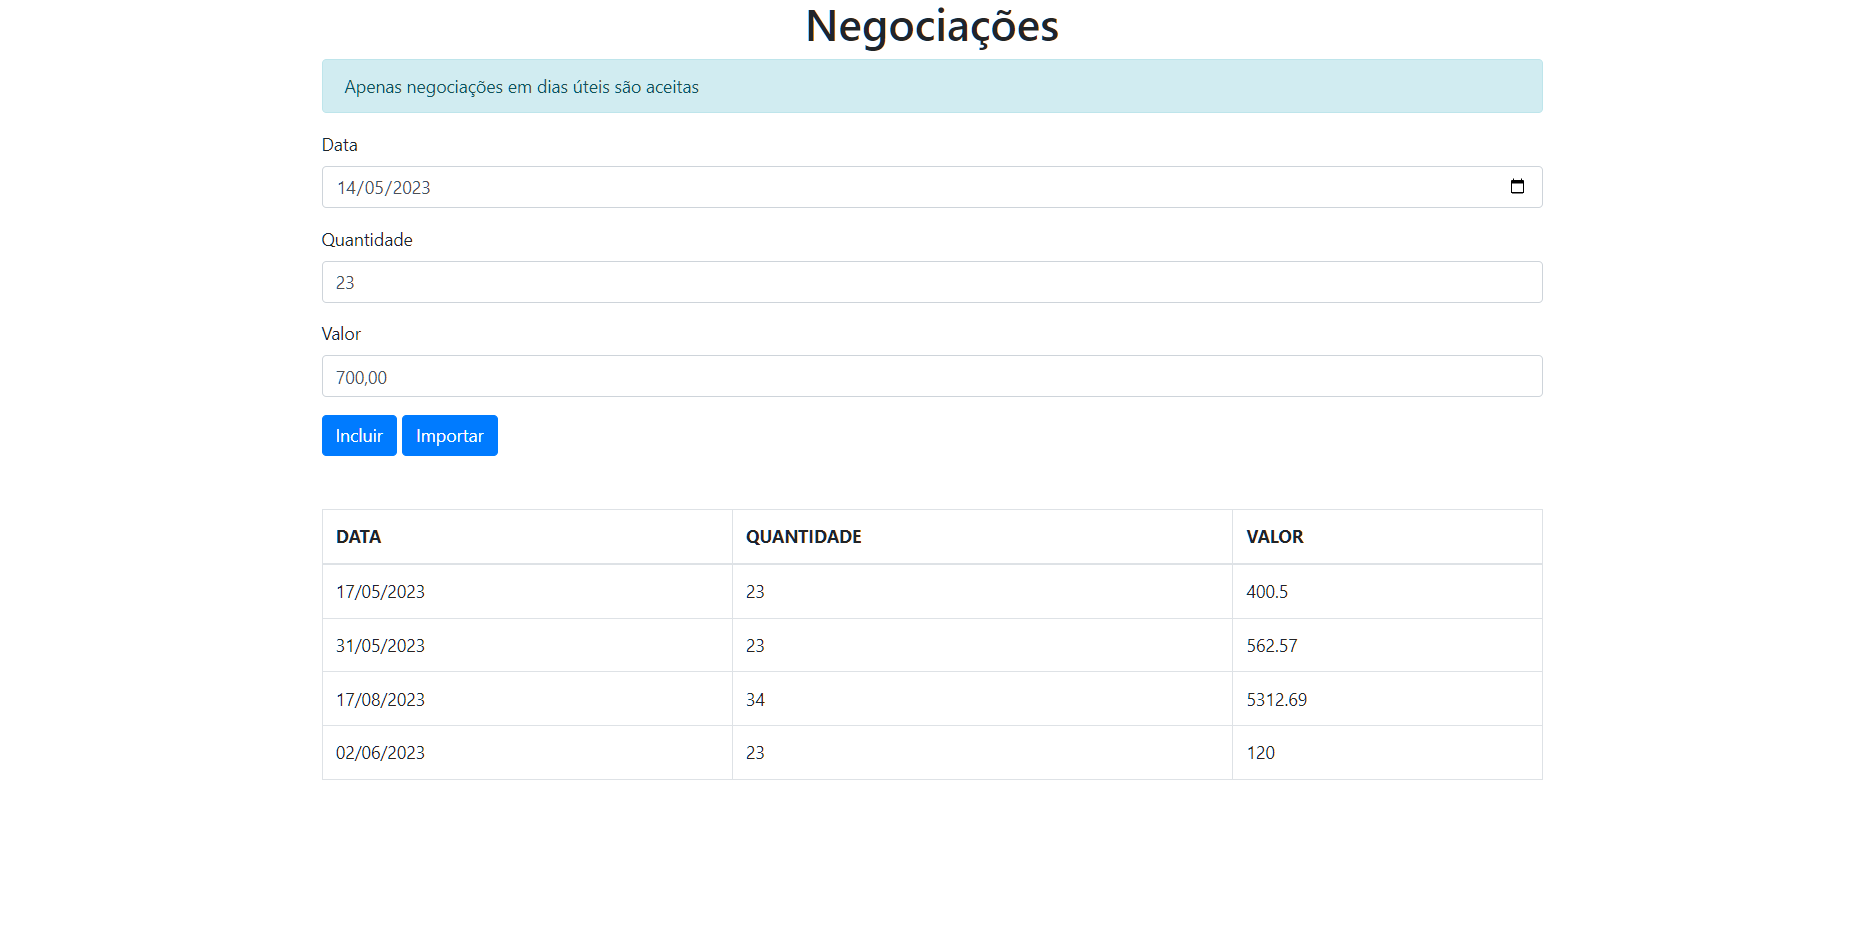 Negociações
Apenas negociações em dias úteis são aceitas
Data
14/05/2023
Quantidade
23
Valor
700,00
Incluir Importar
DATA QUANTIDADE VALOR
17/05/2023 23 400.5
31/05/2023 23 562.57
17/08/2023 34 5312.69
02/06/2023 23 120